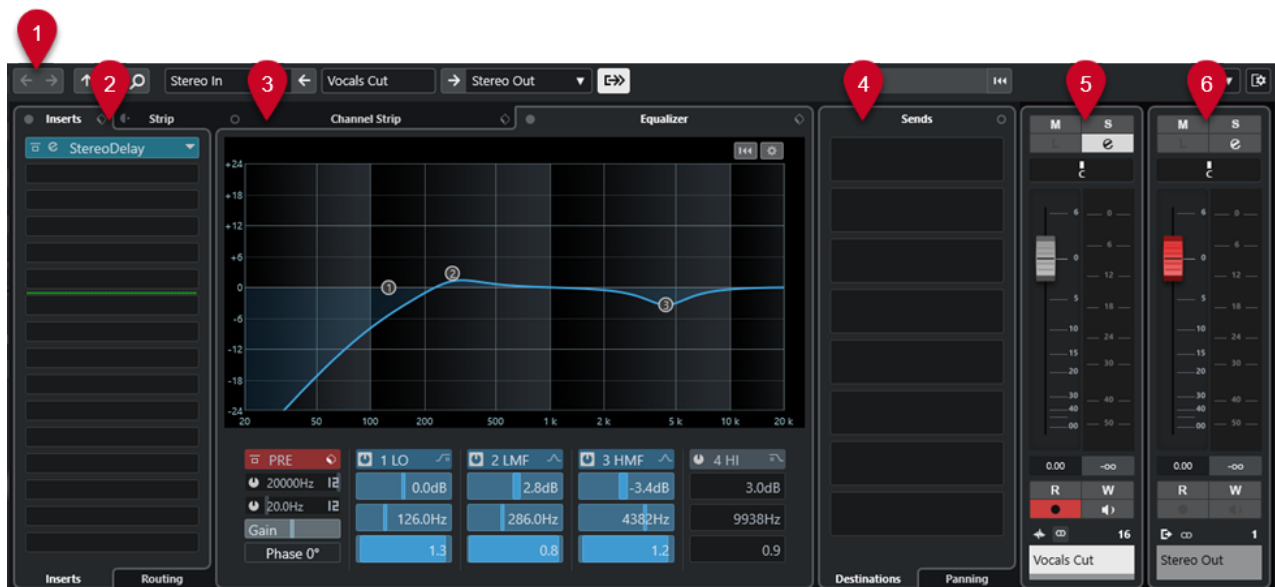 1
2
3
4
5
6
Stereo In
Vocals Cut
Stereo Out
Inserts
Strip
Channel Strip
Equalizer
Sends
StereoDelay
+24
+18
+12
+6
0
-6
-12
-18
-24
20 50 100 200 500 1 k 2 k 5 k 10 k 20 k
1
2
3
PRE
20000Hz 12
20.0Hz 12
Gain
Phase 0°
1 LO
0.0dB
126.0Hz
1.3
2 LMF
2.8dB
286.0Hz
0.8
3 HMF
-3.4dB
4382Hz
1.2
4 HI
3.0dB
9938Hz
0.9
Inserts
Routing
Destinations
Panning
M S
L e
C
6 0
0 6
12
5 18
10 24
15
20 30
30
40 40
00 50
0.00 -oo
R W
16
Vocals Cut
M S
L e
C
6 0
0 6
12
5 18
10 24
15
20 30
30
40 40
00 50
0.00 -oo
R W
1
Stereo Out